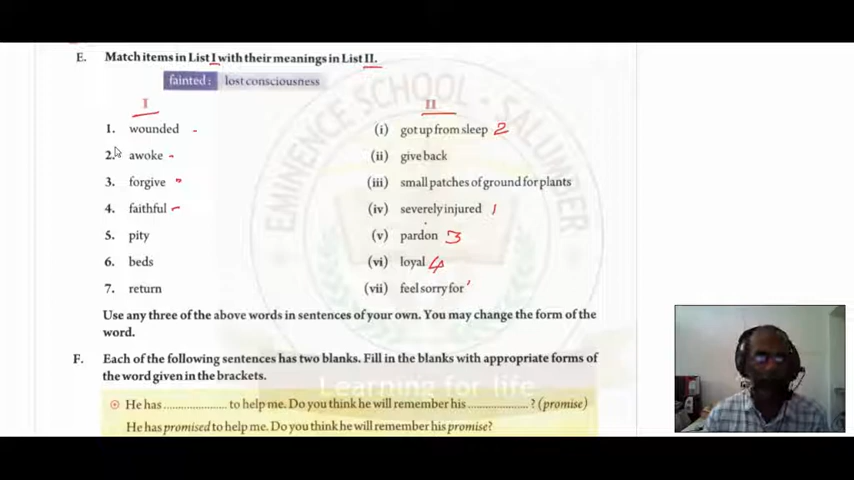 E. Match items in List I with their meanings in List II.
fainted : lost consciousness
I II
1. wounded - (i) got up from sleep 2
2. awoke - (ii) give back
3. forgive - (iii) small patches of ground for plants
4. faithful - (iv) severely injured 1
5. pity (v) pardon 3
6. beds (vi) loyal 4
7. return (vii) feel sorry for
Use any three of the above words in sentences of your own. You may change the form of the
word.
F. Each of the following sentences has two blanks. Fill in the blanks with appropriate forms of
the word given in the brackets.
He has ...................... to help me. Do you think he will remember his ..................... ? (promise)
He has promised to help me. Do you think he will remember his promise?
EMINENCE SCHOOL - SALUMBER
Learning for life